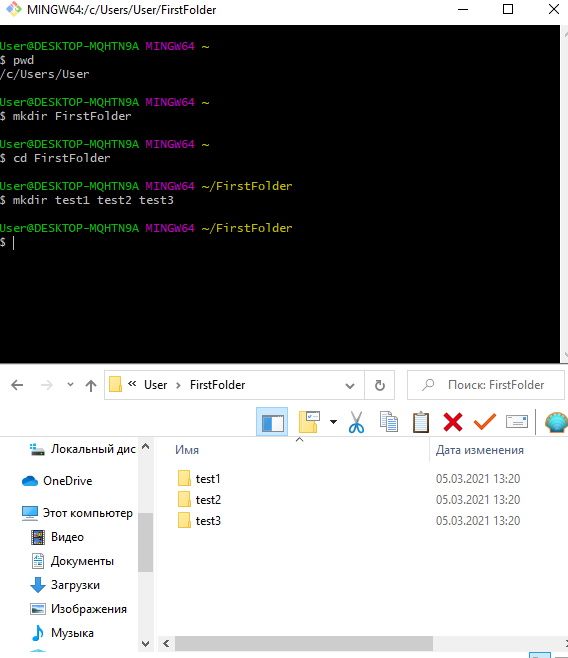 MINGW64:/c/Users/User/FirstFolder
User@DESKTOP-MQHTN9A MINGW64 ~
$ pwd
/c/Users/User
User@DESKTOP-MQHTN9A MINGW64 ~
$ mkdir FirstFolder
User@DESKTOP-MQHTN9A MINGW64 ~
$ cd FirstFolder
User@DESKTOP-MQHTN9A MINGW64 ~/FirstFolder
$ mkdir test1 test2 test3
User@DESKTOP-MQHTN9A MINGW64 ~/FirstFolder
$
« User › FirstFolder
Поиск: FirstFolder
Локальный дис
OneDrive
Этот компьютер
Видео
Документы
Загрузки
Изображения
Музыка
Имя Дата изменения
test1 05.03.2021 13:20
test2 05.03.2021 13:20
test3 05.03.2021 13:20